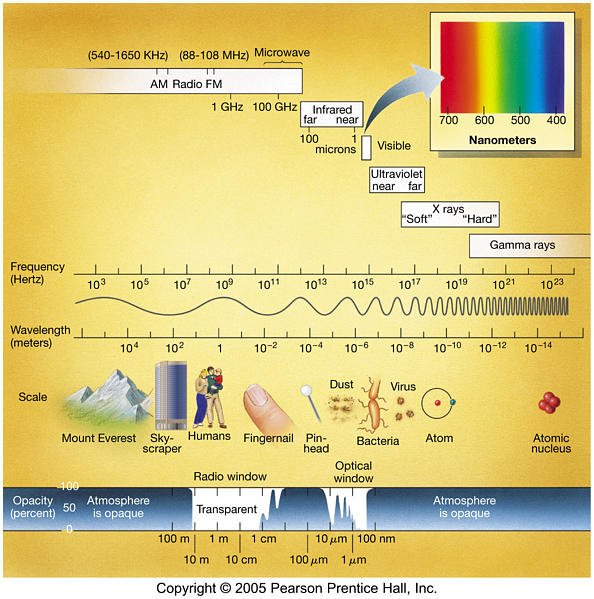 (540-1650 KHz) (88-108 MHz) Microwave
AM Radio FM
1 GHz 100 GHz
Infrared
far near
100 1
microns
Visible
700 600 500 400
Nanometers
Ultraviolet
near far
X rays
“Soft” “Hard”
Gamma rays
Frequency
(Hertz)
10³ 10⁵ 10⁷ 10⁹ 10¹¹ 10¹³ 10¹⁵ 10¹⁷ 10¹⁹ 10²¹
Wavelength
(meters)
10⁴ 10² 1 10⁻² 10⁻⁴ 10⁻⁶ 10⁻⁸ 10⁻¹⁰ 10⁻¹² 10⁻¹⁴
Scale
Mount Everest
Sky-
scraper
Humans
Fingernail
Pin-
head
Dust
Bacteria
Virus
Atom
Atomic
nucleus
Radio window
Optical
window
Opacity
(percent)
100
50
0
Atmosphere
is opaque
Transparent
Atmosphere
is opaque
100 m 1 m 1 cm 10 μm 100 nm
10 m 10 cm 100 μm 1 μm
Copyright © 2005 Pearson Prentice Hall, Inc.